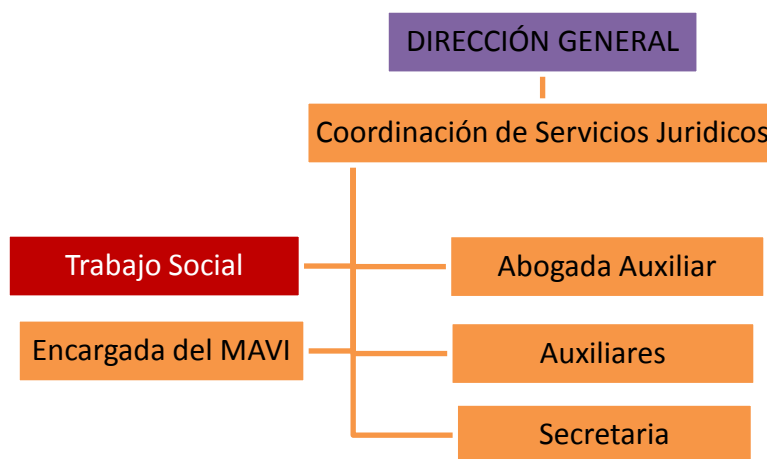 DIRECCIÓN GENERAL
Coordinación de Servicios Juridicos
Trabajo Social
Abogada Auxiliar
Encargada del MAVI
Auxiliares
Secretaria